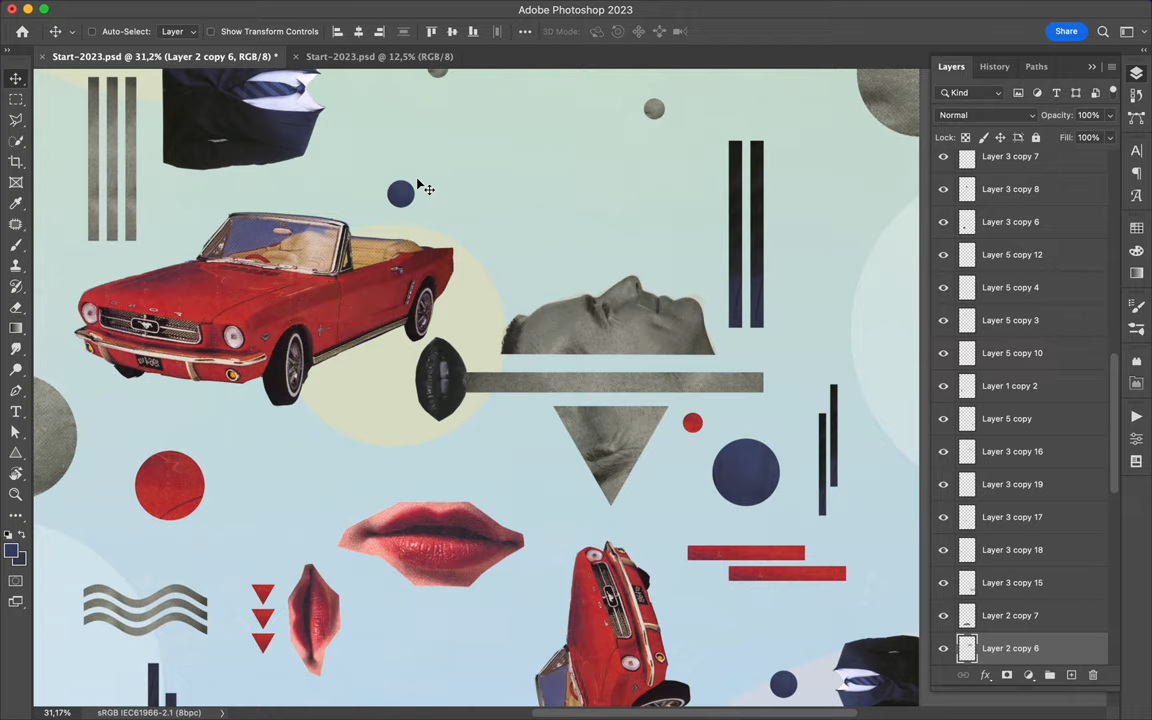 Adobe Photoshop 2023
Auto-Select:
Layer
Show Transform Controls
3D Mode:
Share
Start-2023.psd @ 31,2% (Layer 2 copy 6, RGB/8) *
Start-2023.psd @ 12,5% (RGB/8)
Layers
History
Paths
Kind
Normal
Opacity: 100%
Lock:
Fill: 100%
Layer 3 copy 7
Layer 3 copy 8
Layer 3 copy 6
Layer 5 copy 12
Layer 5 copy 4
Layer 5 copy 3
Layer 5 copy 10
Layer 1 copy 2
Layer 5 copy
Layer 3 copy 16
Layer 3 copy 19
Layer 3 copy 17
Layer 3 copy 18
Layer 3 copy 15
Layer 2 copy 7
Layer 2 copy 6
31,17%
sRGB IEC61966-2.1 (8bpc)